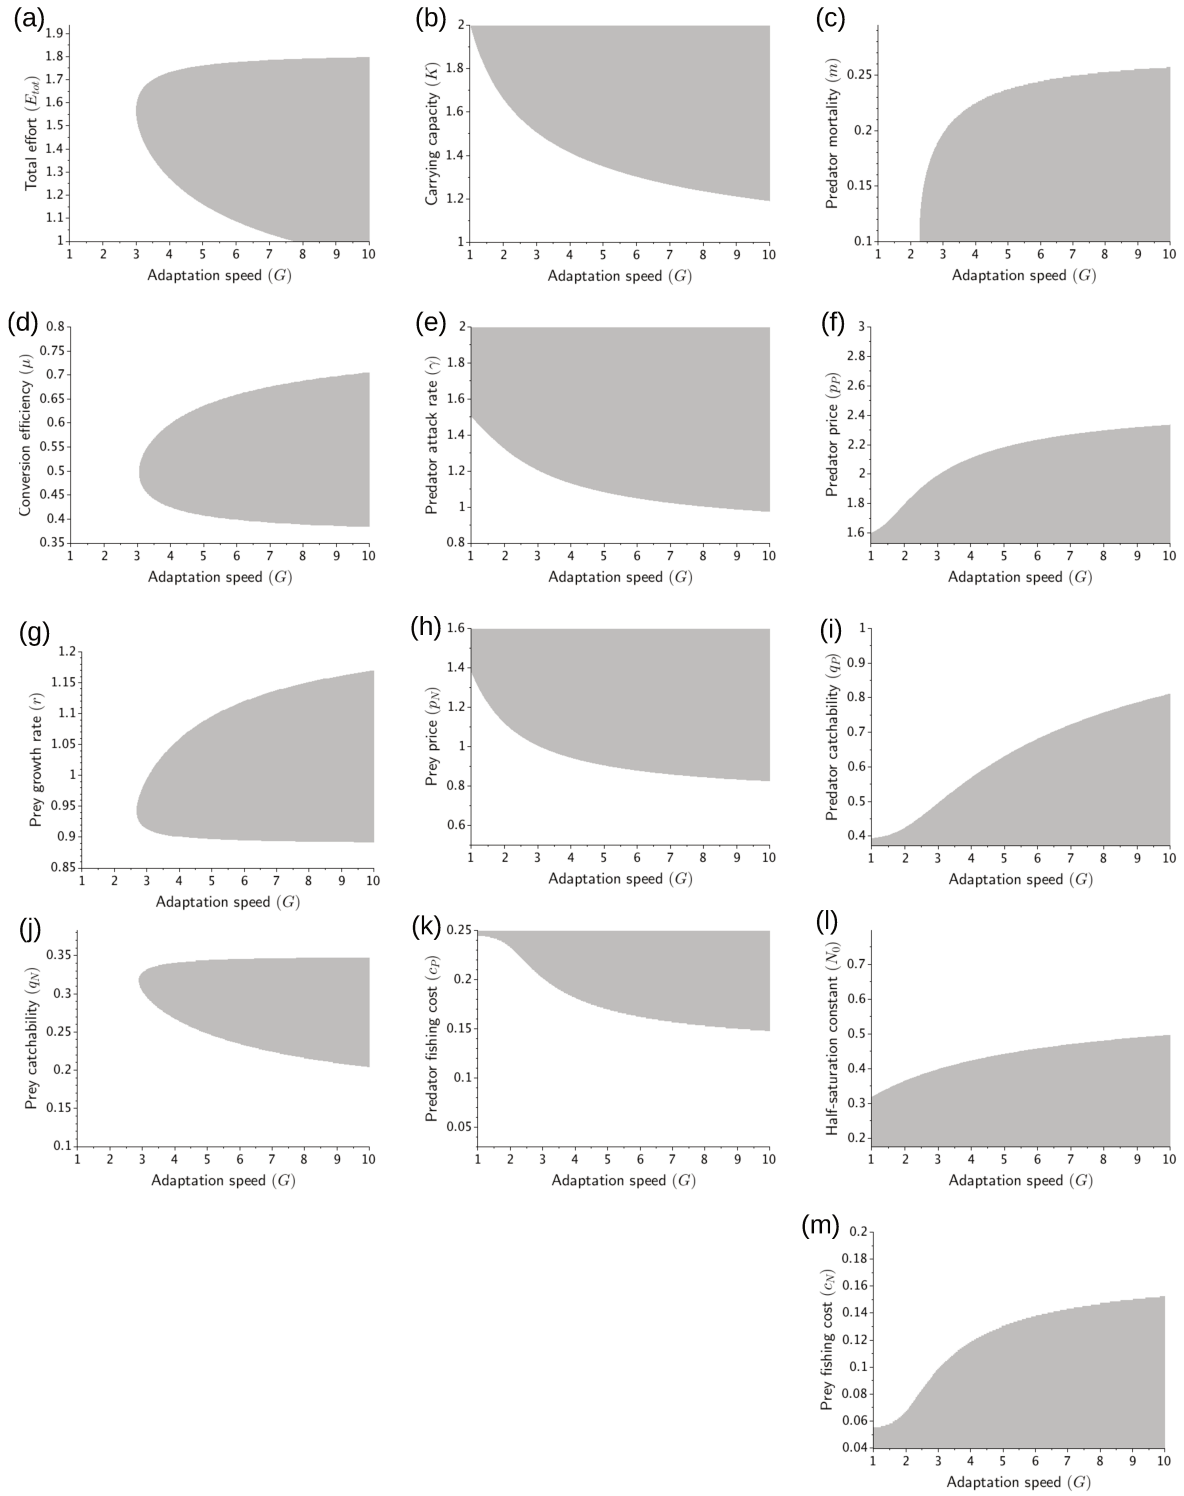 (a)
Total effort (E_tot)
1.9
1.8
1.7
1.6
1.5
1.4
1.3
1.2
1.1
1
1 2 3 4 5 6 7 8 9 10
Adaptation speed (G)
(b)
Carrying capacity (K)
2
1.8
1.6
1.4
1.2
1
1 2 3 4 5 6 7 8 9 10
Adaptation speed (G)
(c)
Predator mortality (m)
0.25
0.2
0.15
0.1
1 2 3 4 5 6 7 8 9 10
Adaptation speed (G)
(d)
Conversion efficiency (μ)
0.8
0.75
0.7
0.65
0.6
0.55
0.5
0.45
0.4
0.35
1 2 3 4 5 6 7 8 9 10
Adaptation speed (G)
(e)
Predator attack rate (γ)
2
1.8
1.6
1.4
1.2
1
0.8
1 2 3 4 5 6 7 8 9 10
Adaptation speed (G)
(f)
Predator price (p_P)
3
2.8
2.6
2.4
2.2
2
1.8
1.6
1 2 3 4 5 6 7 8 9 10
Adaptation speed (G)
(g)
Prey growth rate (r)
1.2
1.15
1.1
1.05
1
0.95
0.9
0.85
1 2 3 4 5 6 7 8 9 10
Adaptation speed (G)
(h)
Prey price (p_N)
1.6
1.4
1.2
1
0.8
0.6
1 2 3 4 5 6 7 8 9 10
Adaptation speed (G)
(i)
Predator catchability (q_P)
1
0.9
0.8
0.7
0.6
0.5
0.4
1 2 3 4 5 6 7 8 9 10
Adaptation speed (G)
(j)
Prey catchability (q_N)
0.35
0.3
0.25
0.2
0.15
0.1
1 2 3 4 5 6 7 8 9 10
Adaptation speed (G)
(k)
Predator fishing cost (c_P)
0.25
0.2
0.15
0.1
0.05
1 2 3 4 5 6 7 8 9 10
Adaptation speed (G)
(l)
Half-saturation constant (N_0)
0.7
0.6
0.5
0.4
0.3
0.2
1 2 3 4 5 6 7 8 9 10
Adaptation speed (G)
(m)
Prey fishing cost (c_N)
0.2
0.18
0.16
0.14
0.12
0.1
0.08
0.06
0.04
1 2 3 4 5 6 7 8 9 10
Adaptation speed (G)